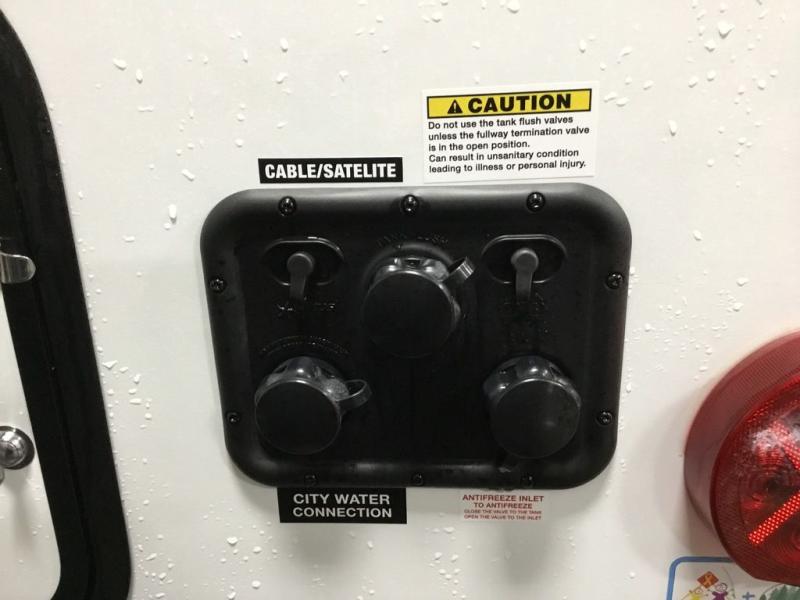 CAUTION
Do not use the tank flush valves
unless the fullway termination valve
is in the open position.
Can result in unsanitary condition
leading to illness or personal injury.
CABLE/SATELITE
CITY WATER
CONNECTION
ANTIFREEZE INLET
TO ANTIFREEZE
CLOSE THE VALVE TO THE TANK
OPEN THE VALVE TO THE INLET